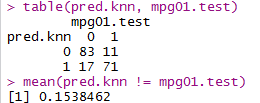 > table(pred.knn, mpg01.test)
        mpg01.test
pred.knn  0  1
       0 83 11
       1 17 71
> mean(pred.knn != mpg01.test)
[1] 0.1538462